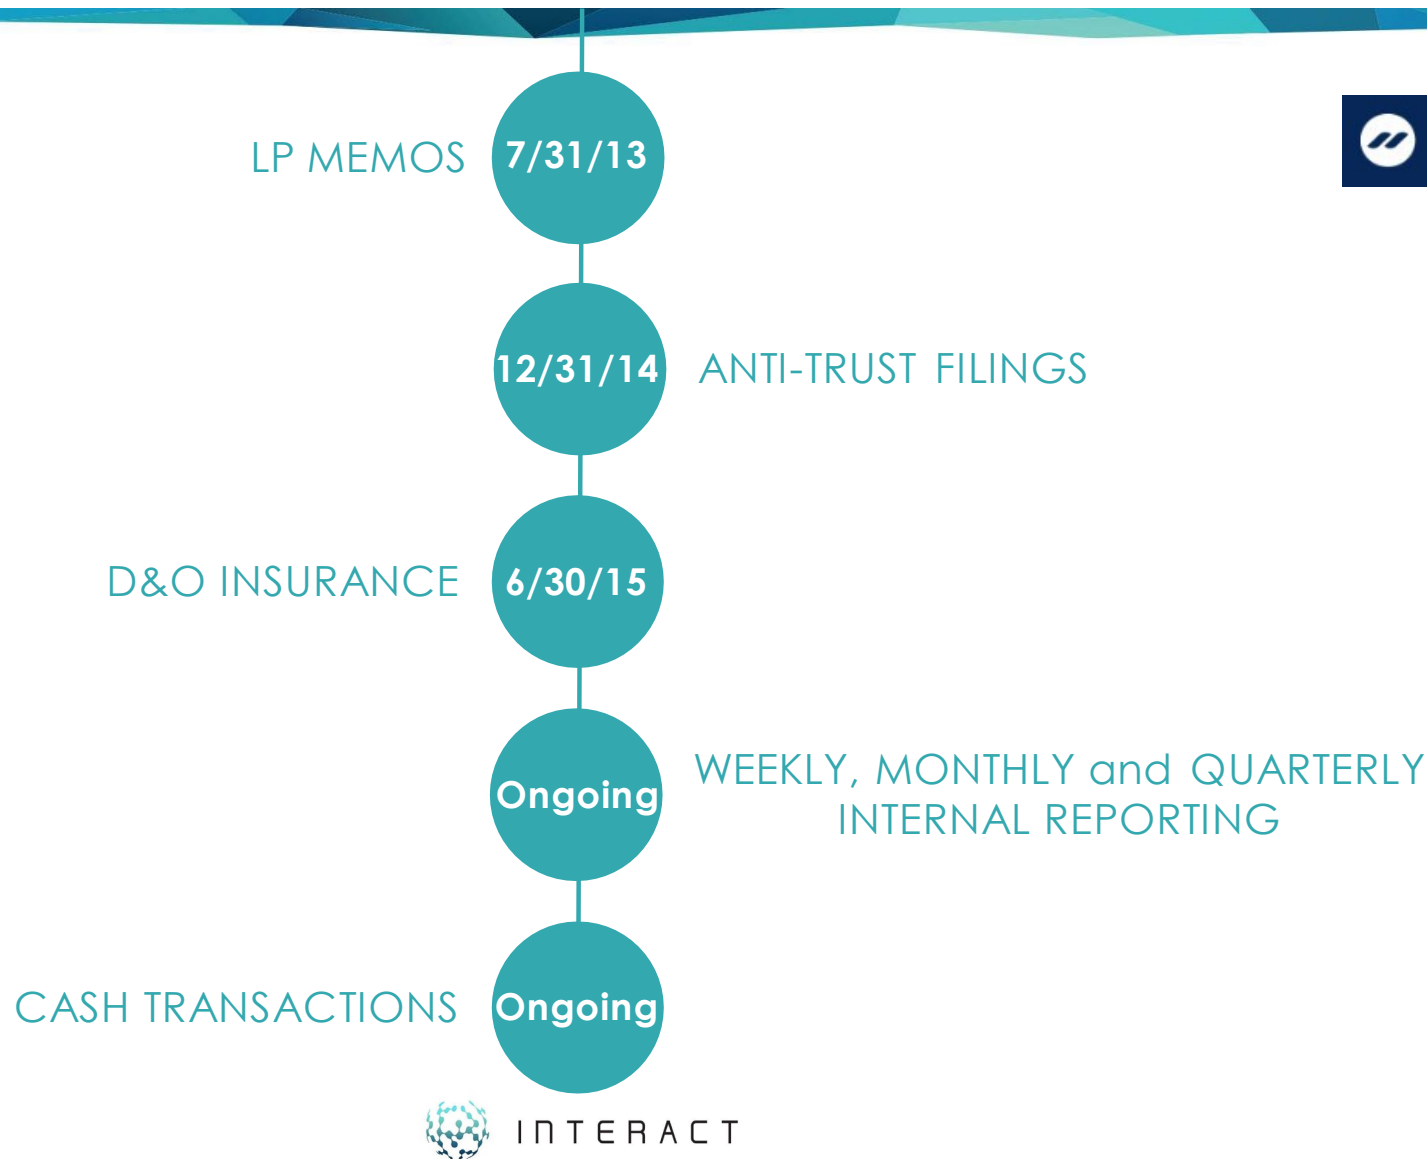 LP MEMOS
7/31/13
12/31/14
ANTI-TRUST FILINGS
D&O INSURANCE
6/30/15
Ongoing
WEEKLY, MONTHLY and QUARTERLY
INTERNAL REPORTING
CASH TRANSACTIONS
Ongoing
INTERACT